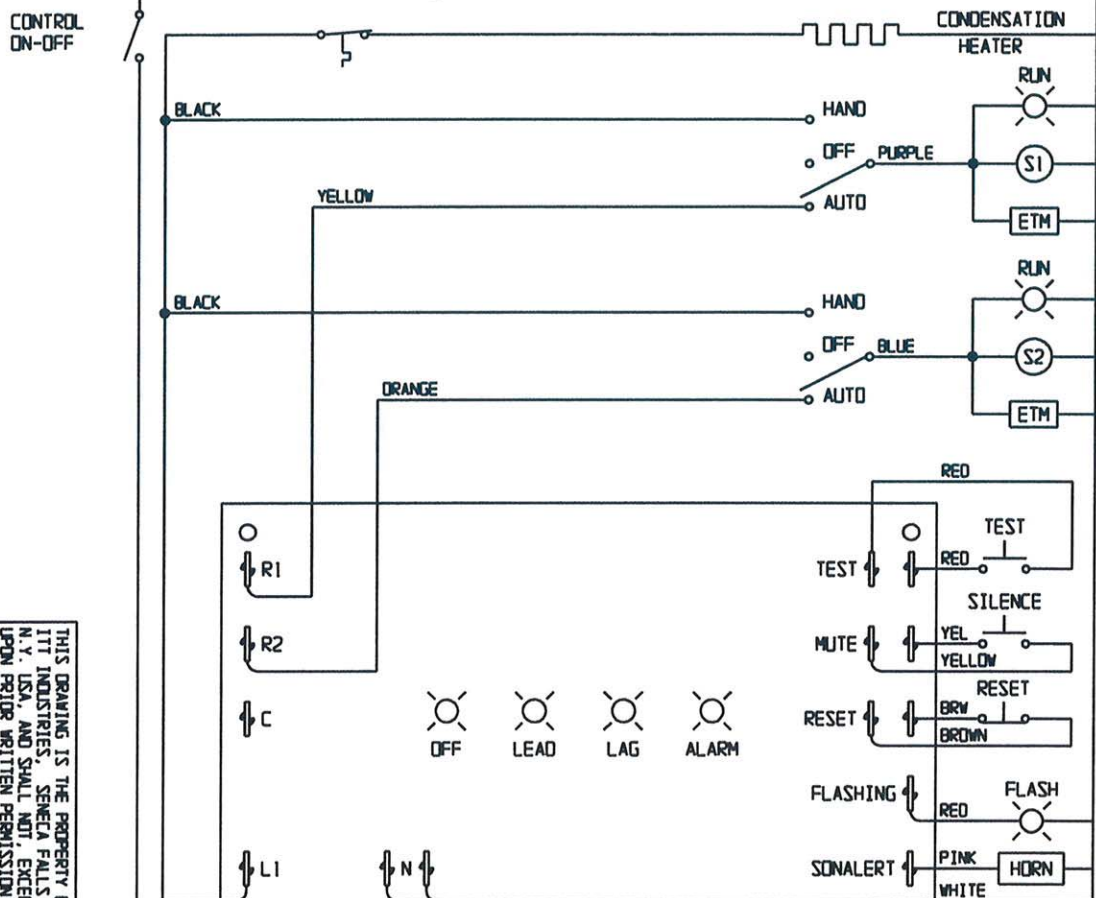 CONTROL
ON-OFF
CONDENSATION
HEATER
RUN
BLACK
HAND
OFF
PURPLE
S1
YELLOW
AUTO
ETM
RUN
BLACK
HAND
OFF
BLUE
S2
ORANGE
AUTO
ETM
RED
TEST
R1
TEST
RED
SILENCE
R2
MUTE
YEL
YELLOW
RESET
C
RESET
BRW
BROWN
OFF
LEAD
LAG
ALARM
FLASHING
FLASH
RED
L1
N
SONALERT
PINK
HORN
WHITE
THIS DRAWING IS THE PROPERTY
ITT INDUSTRIES, SENECA FALLS
N.Y. USA, AND SHALL NOT, EXCE
UPON PRIOR WRITTEN PERMISSION